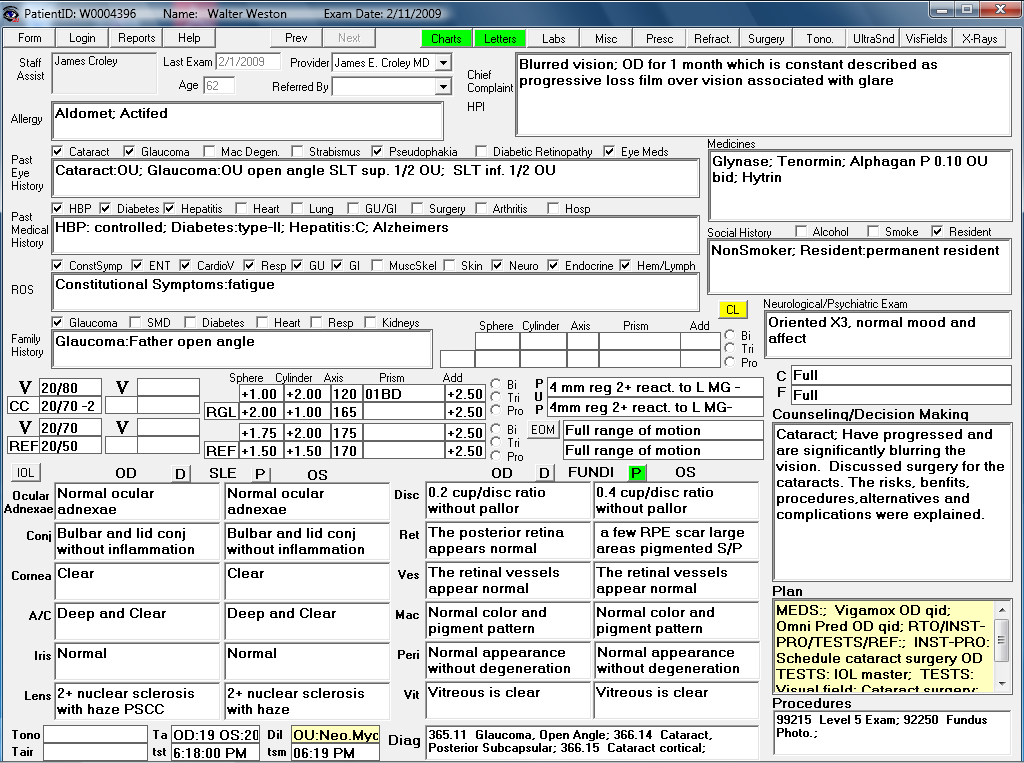 PatientID: W0004396 Name: Walter Weston Exam Date: 2/11/2009
Form Login Reports Help Prev Next Charts Letters Labs Misc Presc Refract. Surgery Tono. UltraSnd VisFields X-Rays
Staff Assist
James Croley
Last Exam 2/1/2009
Provider James E. Croley MD
Age 62
Referred By
Chief Complaint
HPI
Blurred vision; OD for 1 month which is constant described as
progressive loss film over vision associated with glare
Allergy
Aldomet; Actifed
Cataract Glaucoma Mac Degen. Strabismus Pseudophakia Diabetic Retinopathy Eye Meds
Past Eye History
Cataract:OU; Glaucoma:OU open angle SLT sup. 1/2 OU; SLT inf. 1/2 OU
Medicines
Glynase; Tenormin; Alphagan P 0.10 OU
bid; Hytrin
HBP Diabetes Hepatitis Heart Lung GU/GI Surgery Arthritis Hosp
Past Medical History
HBP: controlled; Diabetes:type-II; Hepatitis:C; Alzheimers
Social History Alcohol Smoke Resident
NonSmoker; Resident:permanent resident
ConstSymp ENT CardioV Resp GU GI MuscSkel Skin Neuro Endocrine Hem/Lymph
ROS
Constitutional Symptoms:fatigue
CL
Neurological/Psychiatric Exam
Oriented X3, normal mood and
affect
Glaucoma SMD Diabetes Heart Resp Kidneys
Family History
Glaucoma:Father open angle
Sphere Cylinder Axis Prism Add
Bi
Tri
Pro
Sphere Cylinder Axis Prism Add
V 20/80 V
CC 20/70 -2
V 20/70 V
REF 20/50
+1.00 +2.00 120 01BD +2.50
RGL +2.00 +1.00 165 +2.50
+1.75 +2.00 175 +2.50
REF +1.50 +1.50 170 +2.50
Bi
Tri
Pro
Bi
Tri
Pro
P
U
P
4 mm reg 2+ react. to L MG -
4mm reg 2+ react. to L MG-
EOM
Full range of motion
Full range of motion
C Full
F Full
Counseling/Decision Making
Cataract; Have progressed and
are significantly blurring the
vision. Discussed surgery for the
cataracts. The risks, benfits,
procedures,alternatives and
complications were explained.
IOL OD D SLE P OS
Ocular Adnexae
Normal ocular
adnexae
Normal ocular
adnexae
Conj
Bulbar and lid conj
without inflammation
Bulbar and lid conj
without inflammation
Cornea Clear Clear
A/C Deep and Clear Deep and Clear
Iris Normal Normal
Lens
2+ nuclear sclerosis
with haze PSCC
2+ nuclear sclerosis
with haze
OD D FUNDI P OS
Disc
0.2 cup/disc ratio
without pallor
0.4 cup/disc ratio
without pallor
Ret
The posterior retina
appears normal
a few RPE scar large
areas pigmented S/P
Ves
The retinal vessels
appear normal
The retinal vessels
appear normal
Mac
Normal color and
pigment pattern
Normal color and
pigment pattern
Peri
Normal appearance
without degeneration
Normal appearance
without degeneration
Vit Vitreous is clear Vitreous is clear
Plan
MEDS:; Vigamox OD qid;
Omni Pred OD qid; RTO/INST-
PRO/TESTS/REF:; INST-PRO:
Schedule cataract surgery OD
TESTS: IOL master; TESTS:
Visual field; Cataract surgery;
Procedures
99215 Level 5 Exam; 92250 Fundus
Photo.;
Tono Ta OD:19 OS:20 Dil OU:Neo.Myc
Tair tst 6:18:00 PM tsm 06:19 PM
Diag
365.11 Glaucoma, Open Angle; 366.14 Cataract,
Posterior Subcapsular; 366.15 Cataract cortical;